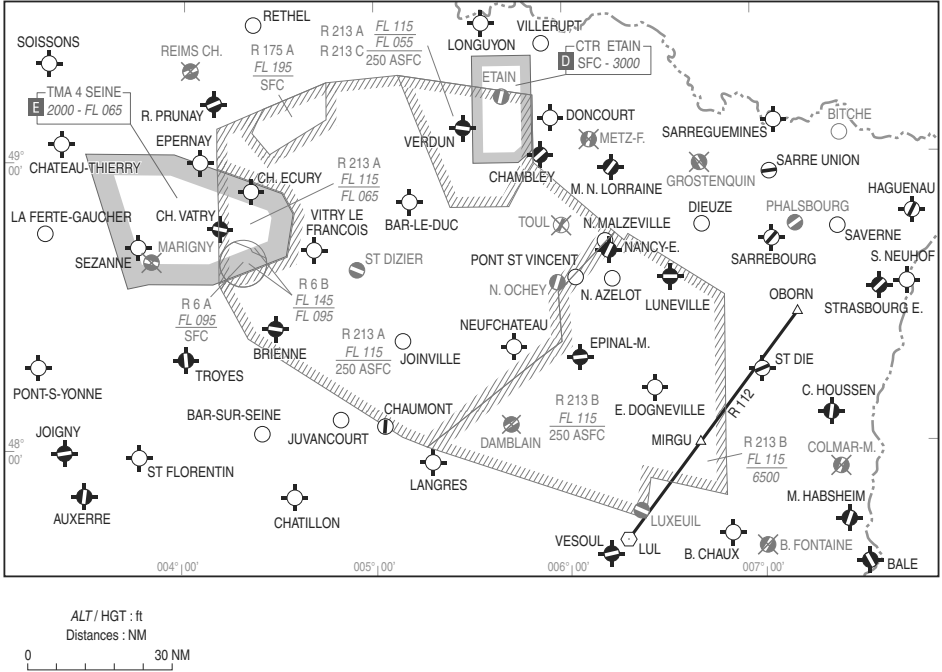 RETHEL
SOISSONS
REIMS CH.
R 175 A
FL 195
SFC
R 213 A
R 213 C
FL 115
FL 055
250 ASFC
LONGUYON
VILLERUPT
CTR ETAIN
D SFC - 3000
ETAIN
TMA 4 SEINE
E 2000 - FL 065
R. PRUNAY
EPERNAY
VERDUN
DONCOURT
METZ-F.
SARREGUEMINES
BITCHE
49°
00'
CHATEAU-THIERRY
CH. ECURY
R 213 A
FL 115
FL 065
CHAMBLEY
M. N. LORRAINE
GROSTENQUIN
SARRE UNION
HAGUENAU
LA FERTE-GAUCHER
CH. VATRY
VITRY LE
FRANCOIS
BAR-LE-DUC
TOUL
N. MALZEVILLE
DIEUZE
PHALSBOURG
SAVERNE
MARIGNY
SEZANNE
ST DIZIER
PONT ST VINCENT
NANCY-E.
SARREBOURG
S. NEUHOF
R 6 A
FL 095
SFC
R 6 B
FL 145
FL 095
N. OCHEY
N. AZELOT
LUNEVILLE
OBORN
STRASBOURG E.
BRIENNE
R 213 A
FL 115
250 ASFC
JOINVILLE
NEUFCHATEAU
EPINAL-M.
ST DIE
TROYES
PONT-S-YONNE
BAR-SUR-SEINE
JUVANCOURT
CHAUMONT
DAMBLAIN
R 213 B
FL 115
250 ASFC
E. DOGNEVILLE
R 112
C. HOUSSEN
JOIGNY
48°
00'
MIRGU
R 213 B
FL 115
6500
COLMAR-M.
ST FLORENTIN
LANGRES
AUXERRE
CHATILLON
LUXEUIL
M. HABSHEIM
VESOUL
LUL
B. CHAUX
B. FONTAINE
BALE
004° 00'
005° 00'
006° 00'
007° 00'
ALT / HGT : ft
Distances : NM
0 30 NM